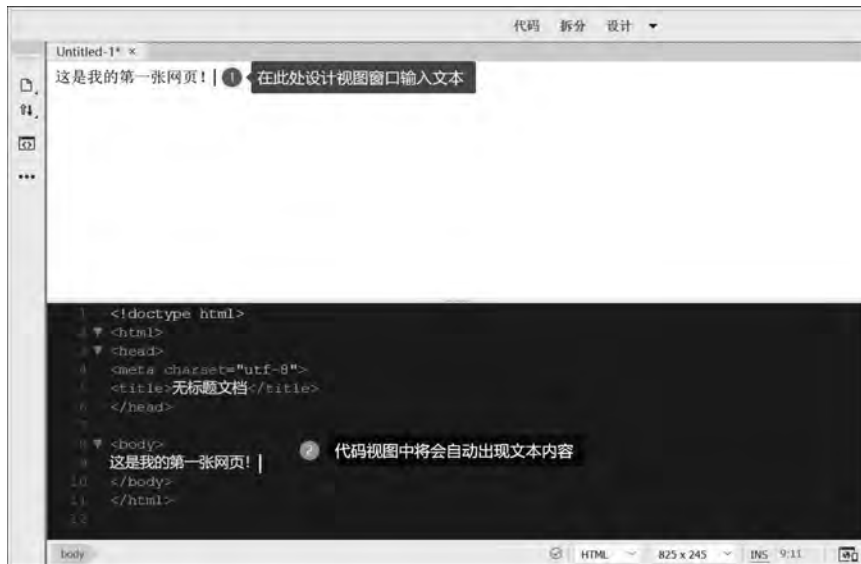 代码 拆分 设计
Untitled-1* ×
这是我的第一张网页! 1 在此处设计视图窗口输入文本
1 <!doctype html>
2 <html>
3 <head>
4 <meta charset="utf-8">
5 <title>无标题文档</title>
6 </head>
7
8 <body>
9 这是我的第一张网页!
2 代码视图中将会自动出现文本内容
10 </body>
11 </html>
12
body HTML 825 x 245 INS 9:11